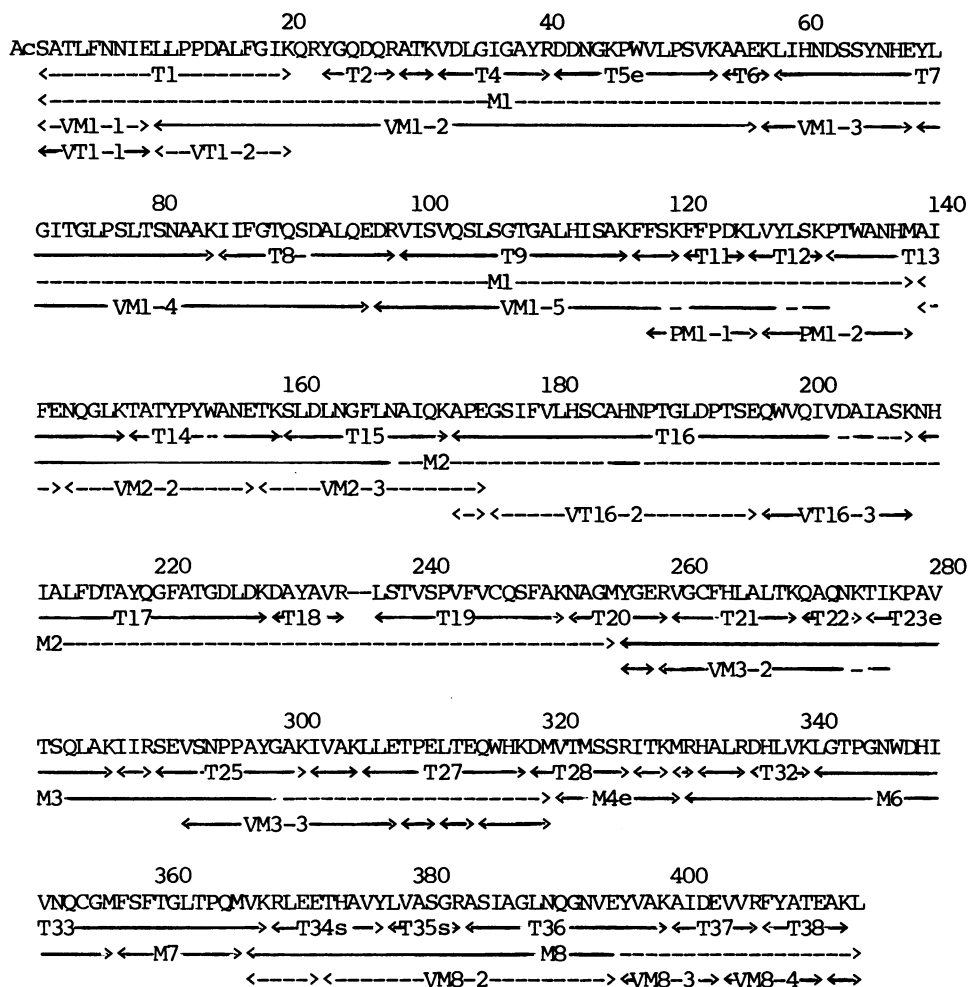 20 40 60
AcSATLFNNIELLPPDALFGIKQRYGQDQRATKVDLGIGAYRDDNGKPWVLPSVKAAEKLIHNDSSYNHEYL
T1 T2 T4 T5e T6 T7
M1
VM1-1 VM1-2 VM1-3
VT1-1 VT1-2
80 100 120 140
GITGLPSLTSNAAKIIFGTQSDALQEDRVISVQSLSGTGALHISAKFFSKFFPDKLVYLSKPTWANHMAI
T8 T9 T11 T12 T13
M1
VM1-4 VM1-5
PM1-1 PM1-2
160 180 200
FENQGLKTATYPYWANETKSLDLNGFLNAIQKAPEGSIFVLHSCAHNPTGLDPTSEQWVQIVDAIASKNH
T14 T15 T16
M2
VM2-2 VM2-3
VT16-2 VT16-3
220 240 260 280
IALFDTAYQGFATGDLDKDAYAVR--LSTVSPVFVCQSFAKNAGMYGERVGCFHLALTKQAQNKTIKPAV
T17 T18 T19 T20 T21 T22 T23e
M2
VM3-2
300 320 340
TSQLAKIIRSEVSNPPAYGAKIVAKLLETPELTEQWHKDMVTMSSRITKMRHALRDHLVKLGTPGNWDHI
T25 T27 T28 T32
M3 M4e M6
VM3-3
360 380 400
VNQCGMFSFTGLTPQMVKRLEETHAVYLVASGRASIAGLNQGNVEYVAKAIDEVVRFYATEAKL
T33 T34s T35s T36 T37 T38
M7 M8
VM8-2 VM8-3 VM8-4